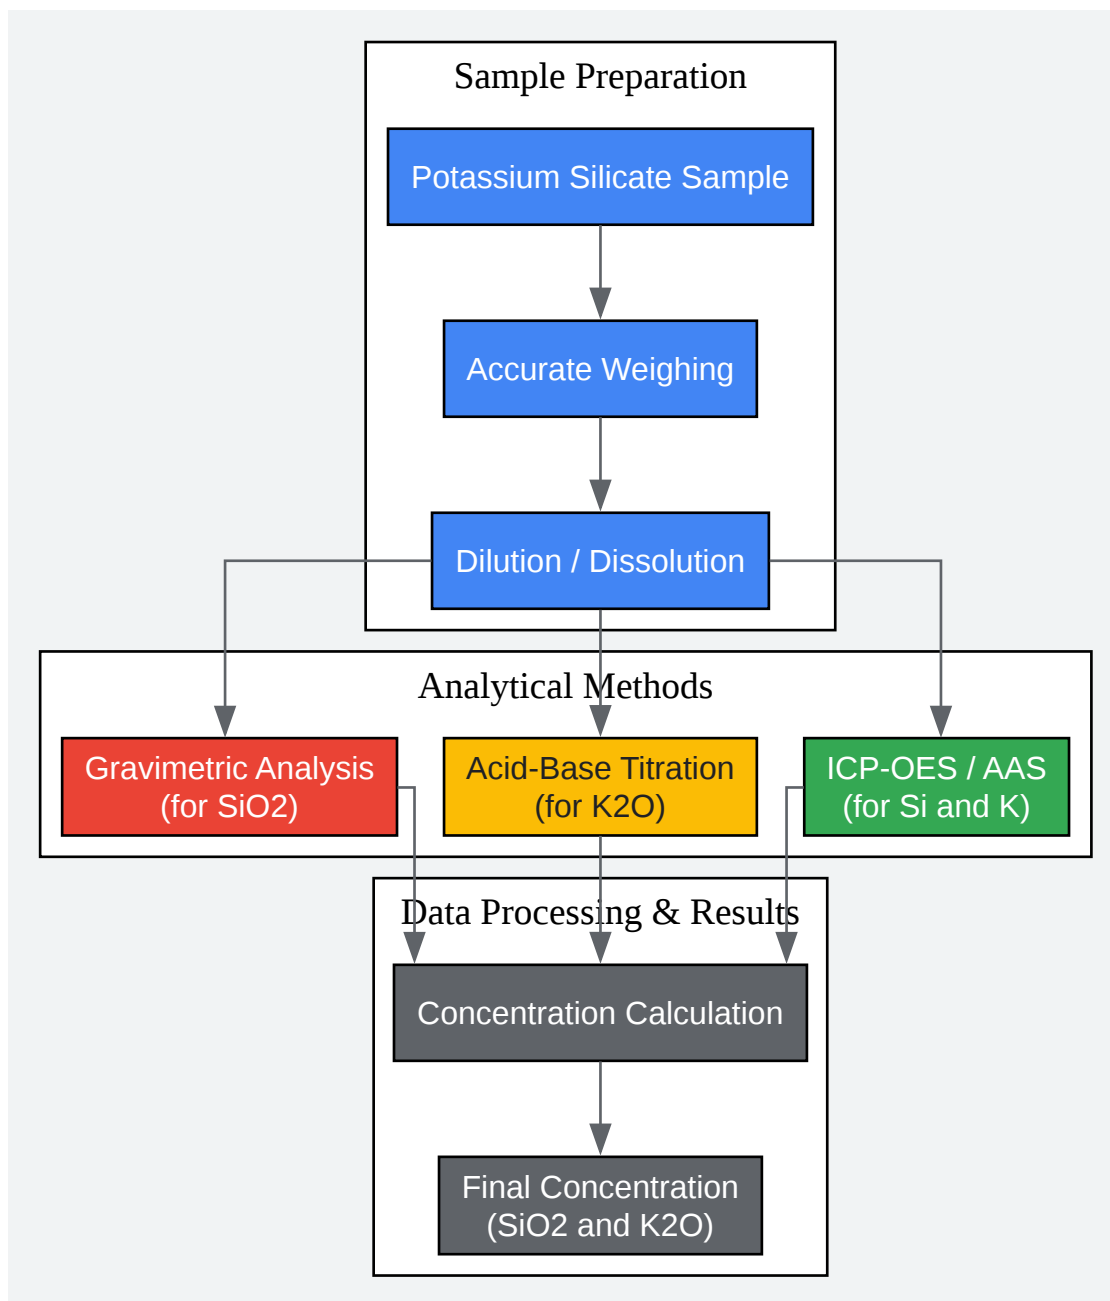 Sample Preparation
Potassium Silicate Sample
Accurate Weighing
Dilution / Dissolution
Analytical Methods
Gravimetric Analysis
(for SiO2)
Acid-Base Titration
(for K2O)
ICP-OES / AAS
(for Si and K)
Data Processing & Results
Concentration Calculation
Final Concentration
(SiO2 and K2O)